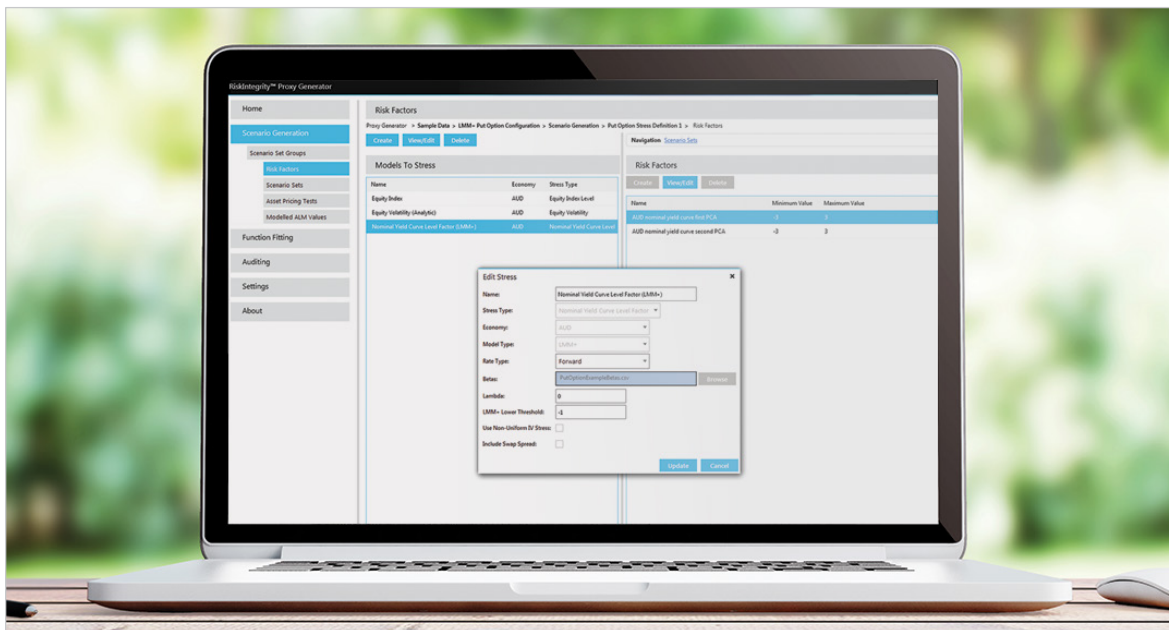 RiskIntegrity™ Proxy Generator
Home
Scenario Generation
Scenario Set Groups
Risk Factors
Scenario Sets
Asset Pricing Tests
Modelled ALM Values
Function Fitting
Auditing
Settings
About
Risk Factors
Proxy Generator > Sample Data > LMM+ Put Option Configuration > Scenario Generation > Put Option Stress Definition 1 > Risk Factors
Create View/Edit Delete
Navigation Scenario Sets
Models To Stress
Name Economy Stress Type
Equity Index AUD Equity Index Level
Equity Volatility (Analytic) AUD Equity Volatility
Nominal Yield Curve Level Factor (LMM+) AUD Nominal Yield Curve Level
Risk Factors
Create View/Edit Delete
Name Minimum Value Maximum Value
AUD nominal yield curve first PCA -3 3
AUD nominal yield curve second PCA -3 3
Edit Stress ×
Name: Nominal Yield Curve Level Factor (LMM+)
Stress Type: Nominal Yield Curve Level Factor
Economy: AUD
Model Type: LMM+
Rate Type: Forward
Betas: PutOptionExampleBetas.csv Browse
Lambda: 0
LMM+ Lower Threshold: -1
Use Non-Uniform IV Stress:
Include Swap Spread:
Update Cancel